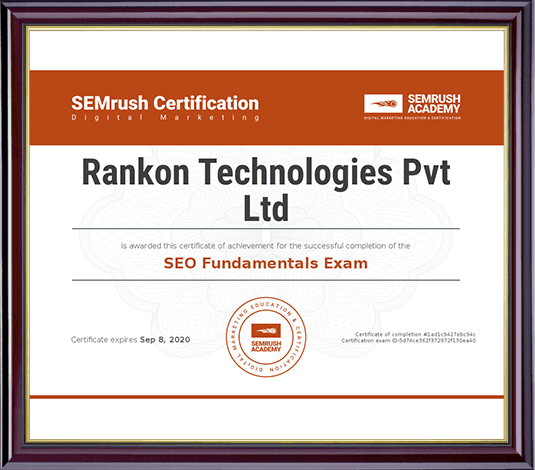 SEMrush Certification
Digital Marketing
SEMRUSH
ACADEMY
DIGITAL MARKETING EDUCATION & CERTIFICATION
Rankon Technologies Pvt
Ltd
is awarded this certificate of achievement for the successful completion of the
SEO Fundamentals Exam
DIGITAL MARKETING EDUCATION & CERTIFICATION
SEMRUSH
ACADEMY
Certificate expires Sep 8, 2020
Certificate of completion #1ad1c9427ebc94c
Certification exam ID-5d74ce362f372972f130ea40